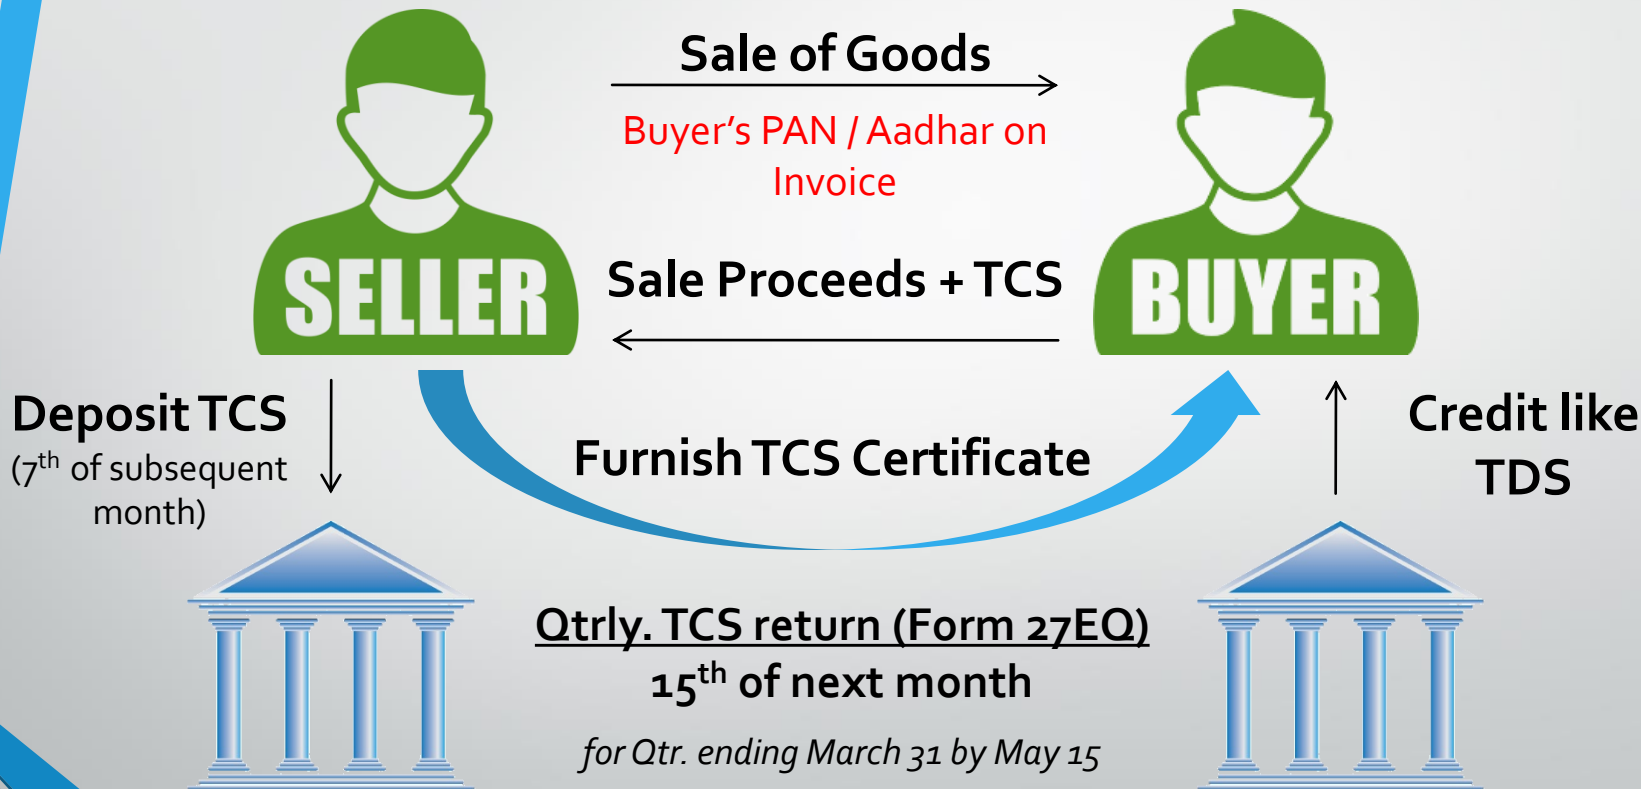 Sale of Goods
Buyer's PAN / Aadhar on
Invoice
SELLER
Sale Proceeds + TCS
BUYER
Deposit TCS
(7th of subsequent
month)
Furnish TCS Certificate
Credit like
TDS
Qtrly. TCS return (Form 27EQ)
15th of next month
for Qtr. ending March 31 by May 15